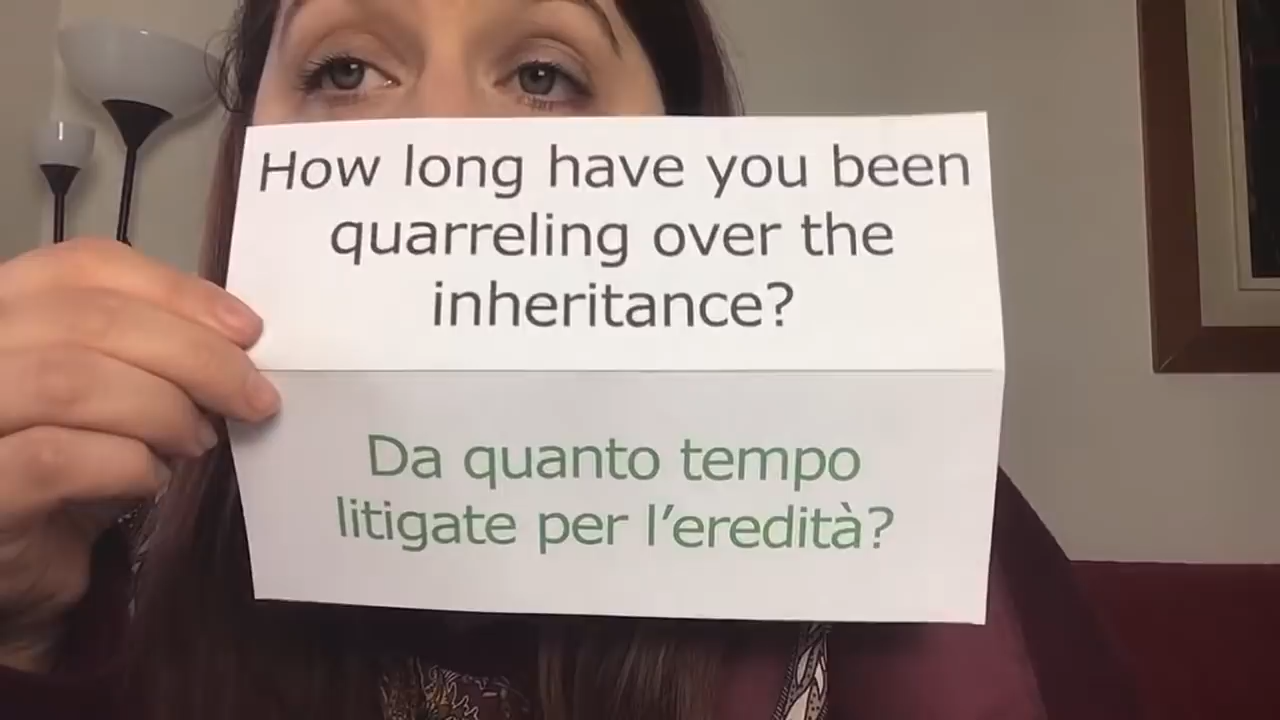 How long have you been
quarreling over the
inheritance?
Da quanto tempo
litigate per l’eredità?